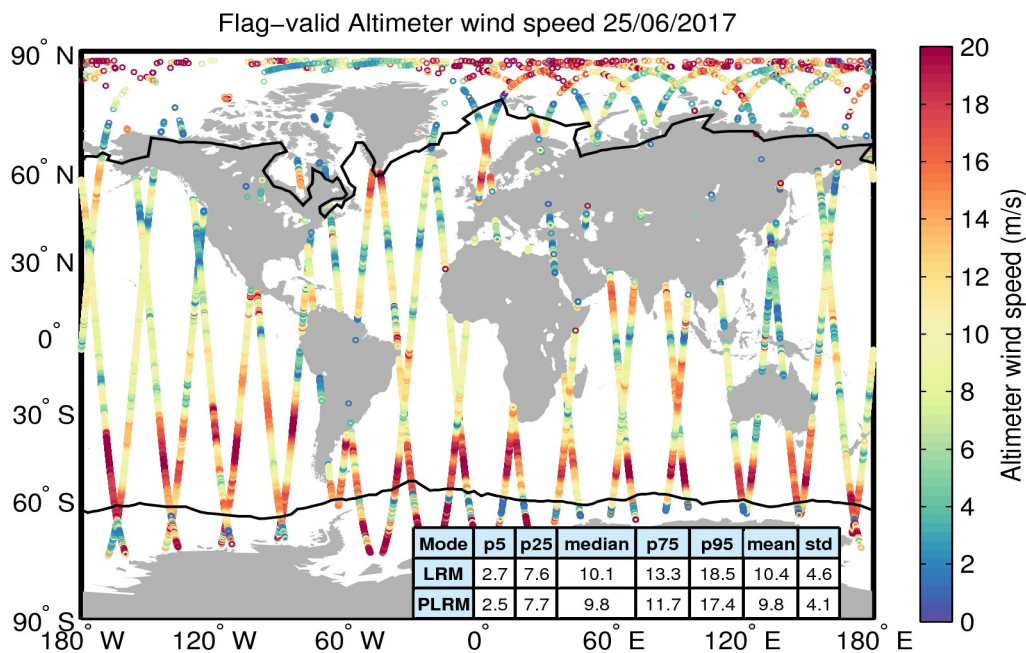 Flag−valid Altimeter wind speed 25/06/2017
90° N
60° N
30° N
0°
30° S
60° S
90° S
180° W
120° W
60° W
0°
60° E
120° E
180° E
Mode p5 p25 median p75 p95 mean std
LRM 2.7 7.6 10.1 13.3 18.5 10.4 4.6
PLRM 2.5 7.7 9.8 11.7 17.4 9.8 4.1
20
18
16
14
12
10
8
6
4
2
0
Altimeter wind speed (m/s)